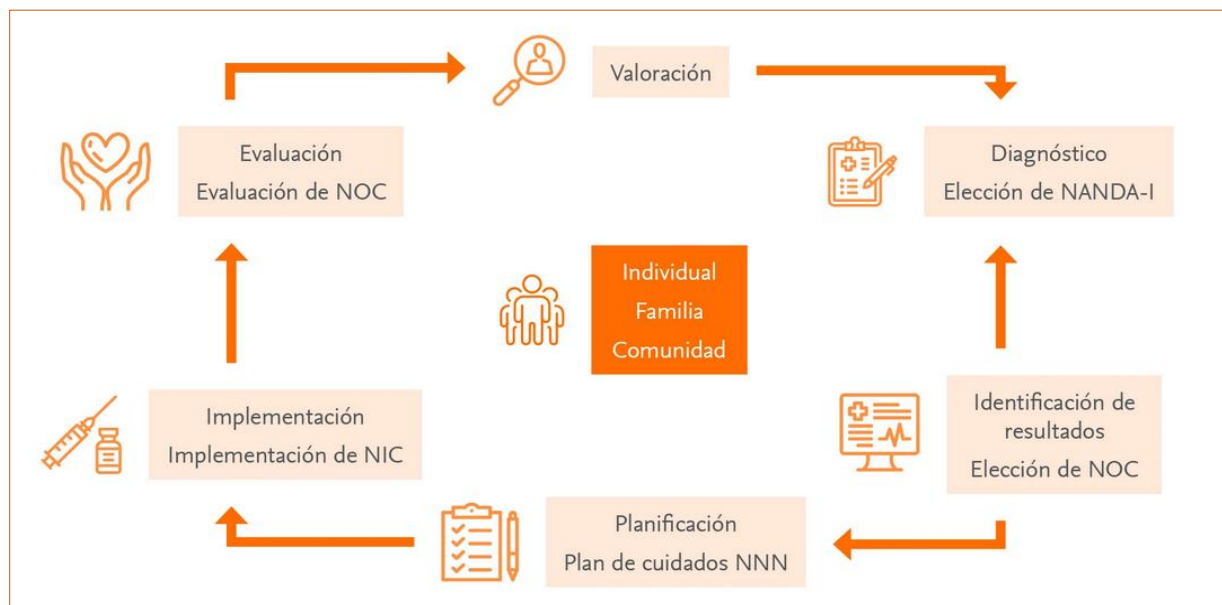 Valoración
Diagnóstico
Elección de NANDA-I
Identificación de
resultados
Elección de NOC
Planificación
Plan de cuidados NNN
Implementación
Implementación de NIC
Evaluación
Evaluación de NOC
Individual
Familia
Comunidad